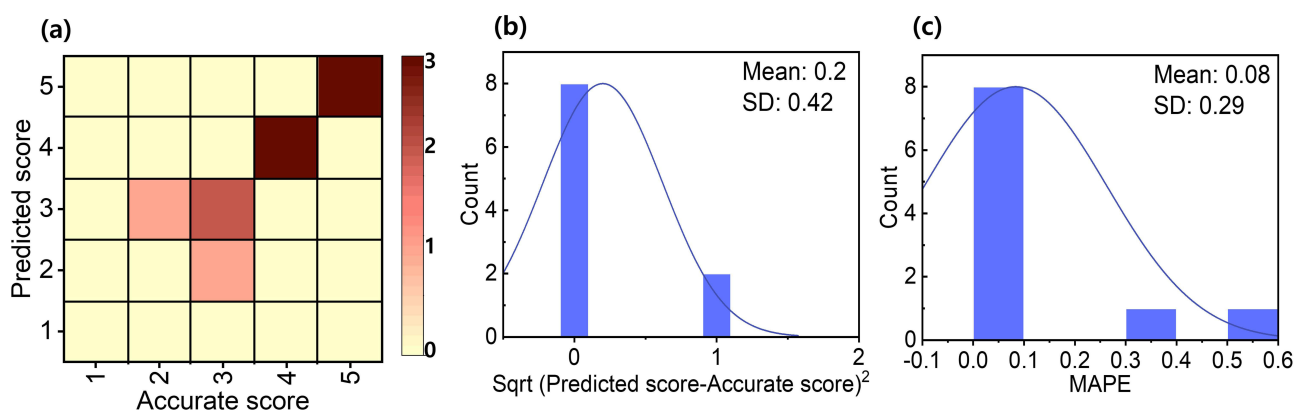 (a)
Predicted score
5
4
3
2
1
1
2
3
4
5
Accurate score
3
2
1
0
(b)
Count
8
6
4
2
0
0
1
2
Sqrt (Predicted score-Accurate score)²
Mean: 0.2
SD: 0.42
(c)
Count
8
6
4
2
0
-0.1
0.0
0.1
0.2
0.3
0.4
0.5
0.6
MAPE
Mean: 0.08
SD: 0.29